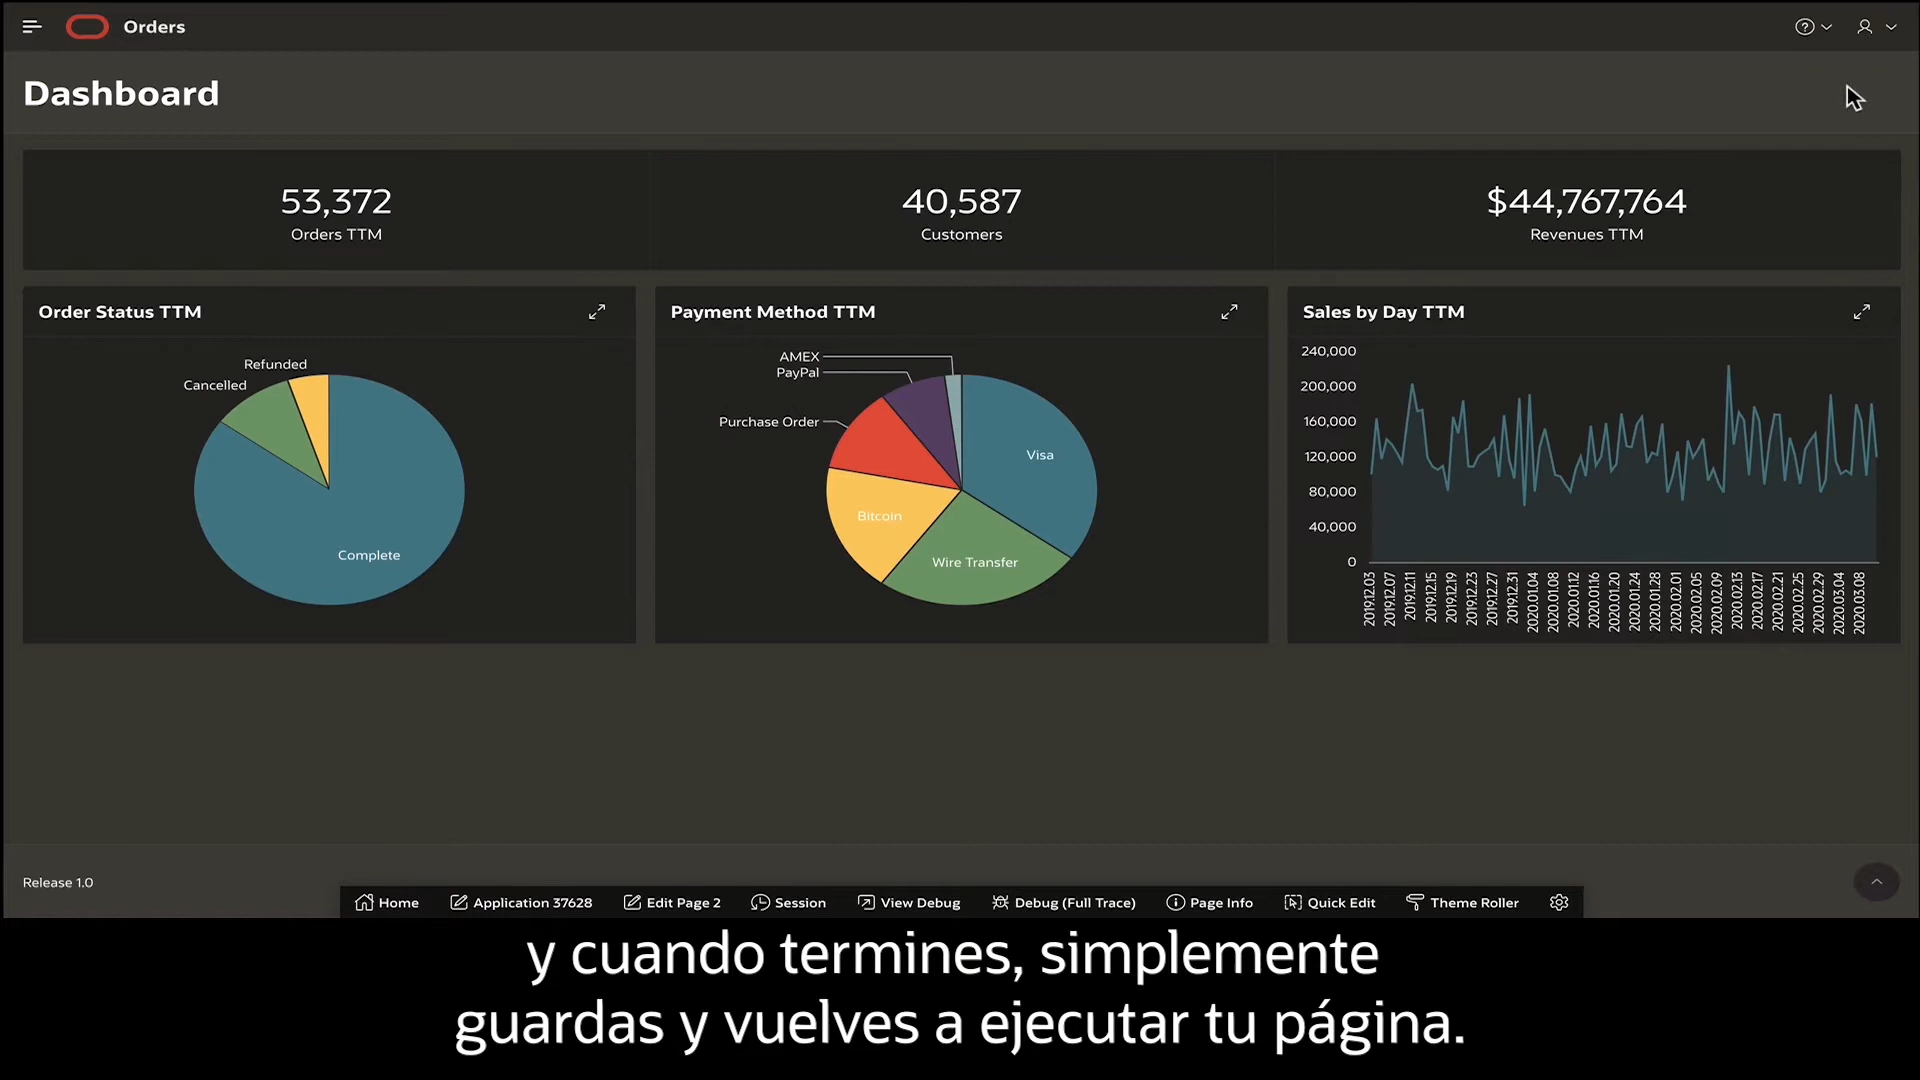 Orders
Dashboard
53,372
Orders TTM
40,587
Customers
$44,767,764
Revenues TTM
Order Status TTM
Refunded
Cancelled
Complete
Payment Method TTM
AMEX
PayPal
Purchase Order
Visa
Bitcoin
Wire Transfer
Sales by Day TTM
240,000
200,000
160,000
120,000
80,000
40,000
0
2019.12.03
2019.12.07
2019.12.11
2019.12.15
2019.12.19
2019.12.23
2019.12.27
2019.12.31
2020.01.04
2020.01.08
2020.01.12
2020.01.16
2020.01.20
2020.01.24
2020.01.28
2020.02.01
2020.02.05
2020.02.09
2020.02.13
2020.02.17
2020.02.21
2020.02.25
2020.02.29
2020.03.04
2020.03.08
Release 1.0
Home
Application 37628
Edit Page 2
Session
View Debug
Debug (Full Trace)
Page Info
Quick Edit
Theme Roller
y cuando termines, simplemente
guardas y vuelves a ejecutar tu página.